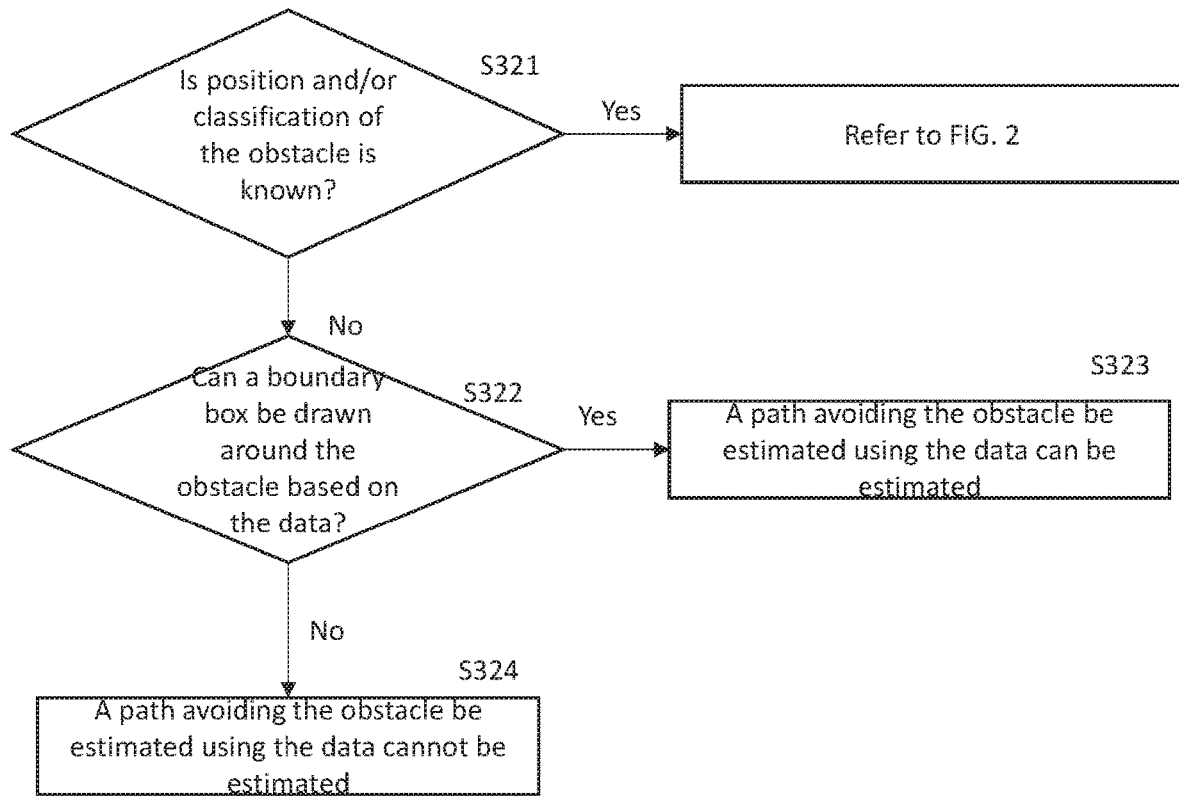 S321
Is position and/or
classification of
the obstacle is
known?
Yes
Refer to FIG. 2
No
S322
Can a boundary
box be drawn
around the
obstacle based on
the data?
Yes
S323
A path avoiding the obstacle be
estimated using the data can be
estimated
No
S324
A path avoiding the obstacle be
estimated using the data cannot be
estimated